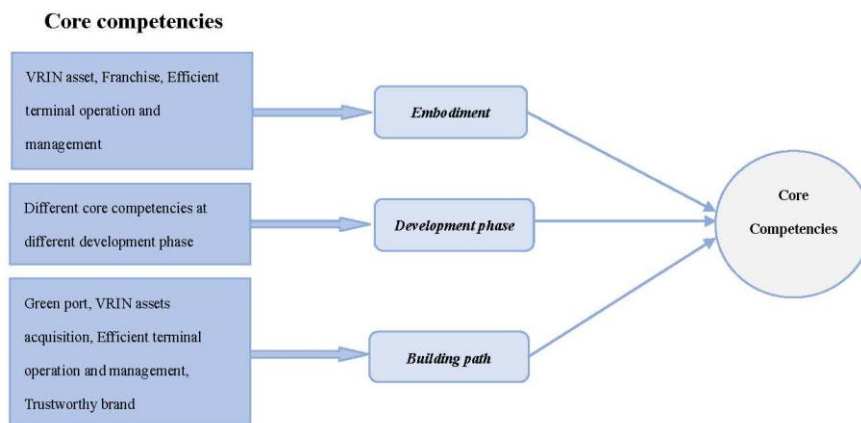 Core competencies
VRIN asset, Franchise, Efficient
terminal operation and
management
Embodiment
Different core competencies at
different development phase
Development phase
Green port, VRIN assets
acquisition, Efficient terminal
operation and management,
Trustworthy brand
Building path
Core
Competencies